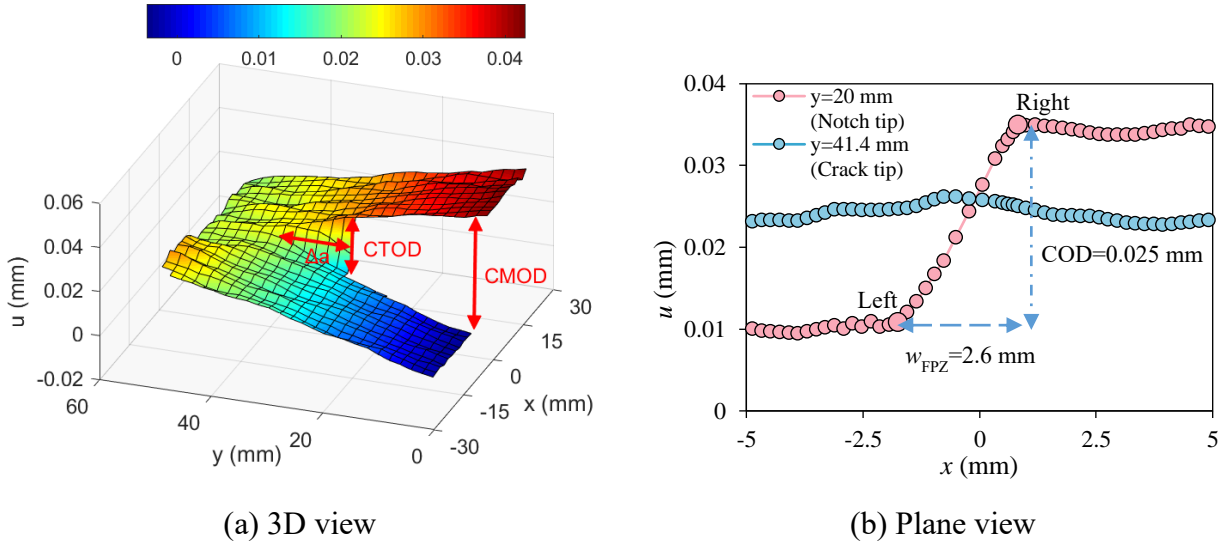 0 0.01 0.02 0.03 0.04
0.06
0.04
0.02
0
-0.02
u (mm)
60
40
20
0
y (mm)
30
15
0
-15
-30
x (mm)
Δa
CTOD
CMOD
(a) 3D view
0.04
0.03
0.02
0.01
0
u (mm)
-5 -2.5 0 2.5 5
x (mm)
y=20 mm
(Notch tip)
y=41.4 mm
(Crack tip)
Right
COD=0.025 mm
Left
wFPZ=2.6 mm
(b) Plane view